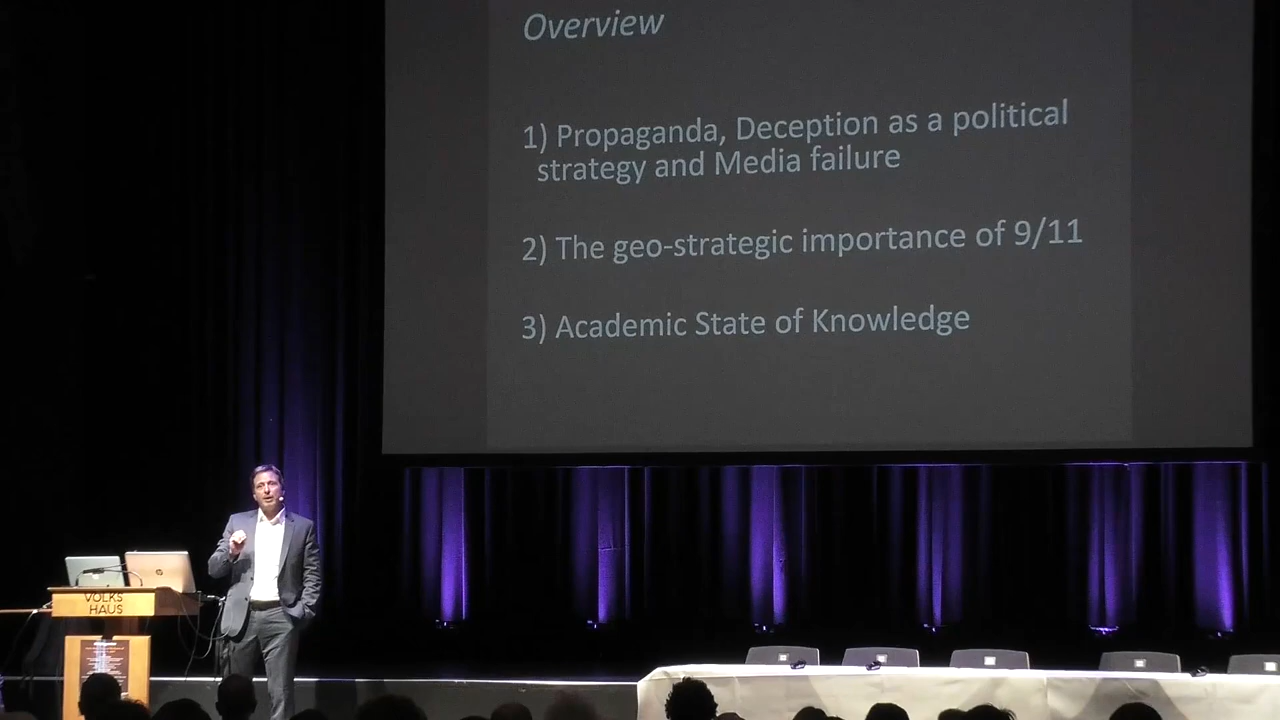 Overview
1) Propaganda, Deception as a political
strategy and Media failure
2) The geo-strategic importance of 9/11
3) Academic State of Knowledge
VOLKS
HAUS
hp